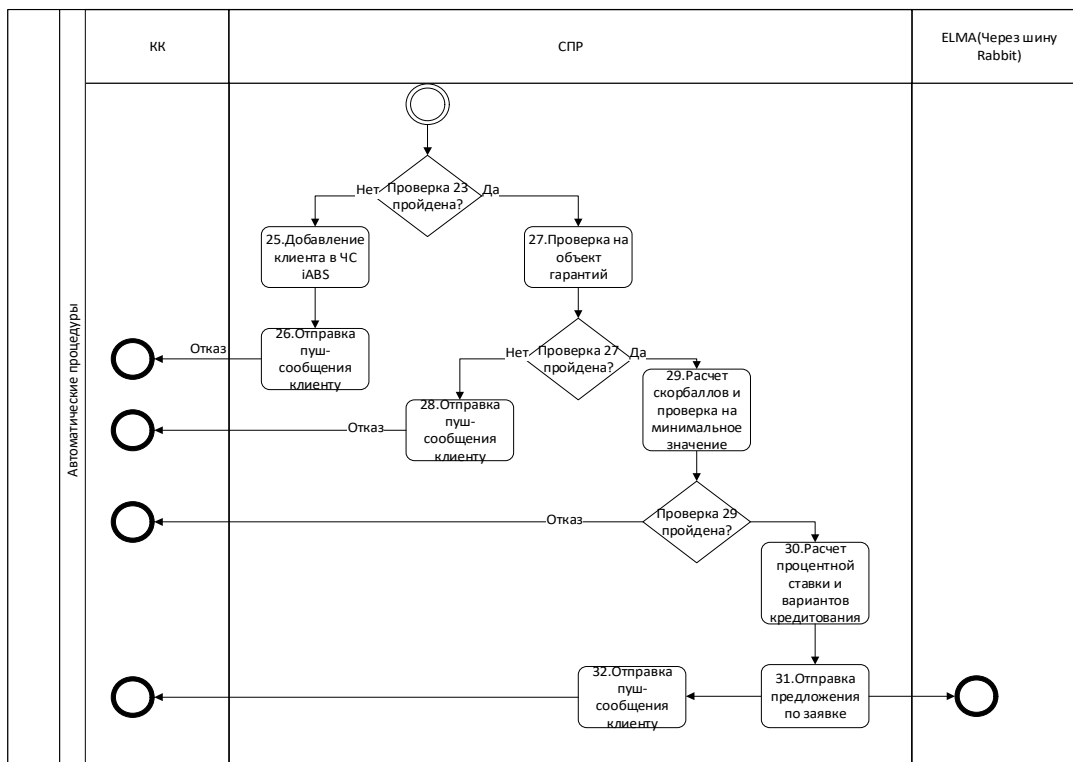 КК
СПР
ELMA(Через шину
Rabbit)
Автоматические процедуры
Проверка 23
пройдена?
Нет
Да
25.Добавление
клиента в ЧС
iABS
27.Проверка на
объект
гарантий
26.Отправка
пуш-
сообщения
клиенту
Отказ
Проверка 27
пройдена?
Нет
Да
28.Отправка
пуш-
сообщения
клиенту
Отказ
29.Расчет
скорбаллов и
проверка на
минимальное
значение
Проверка 29
пройдена?
Отказ
30.Расчет
процентной
ставки и
вариантов
кредитования
32.Отправка
пуш-
сообщения
клиенту
31.Отправка
предложения
по заявке